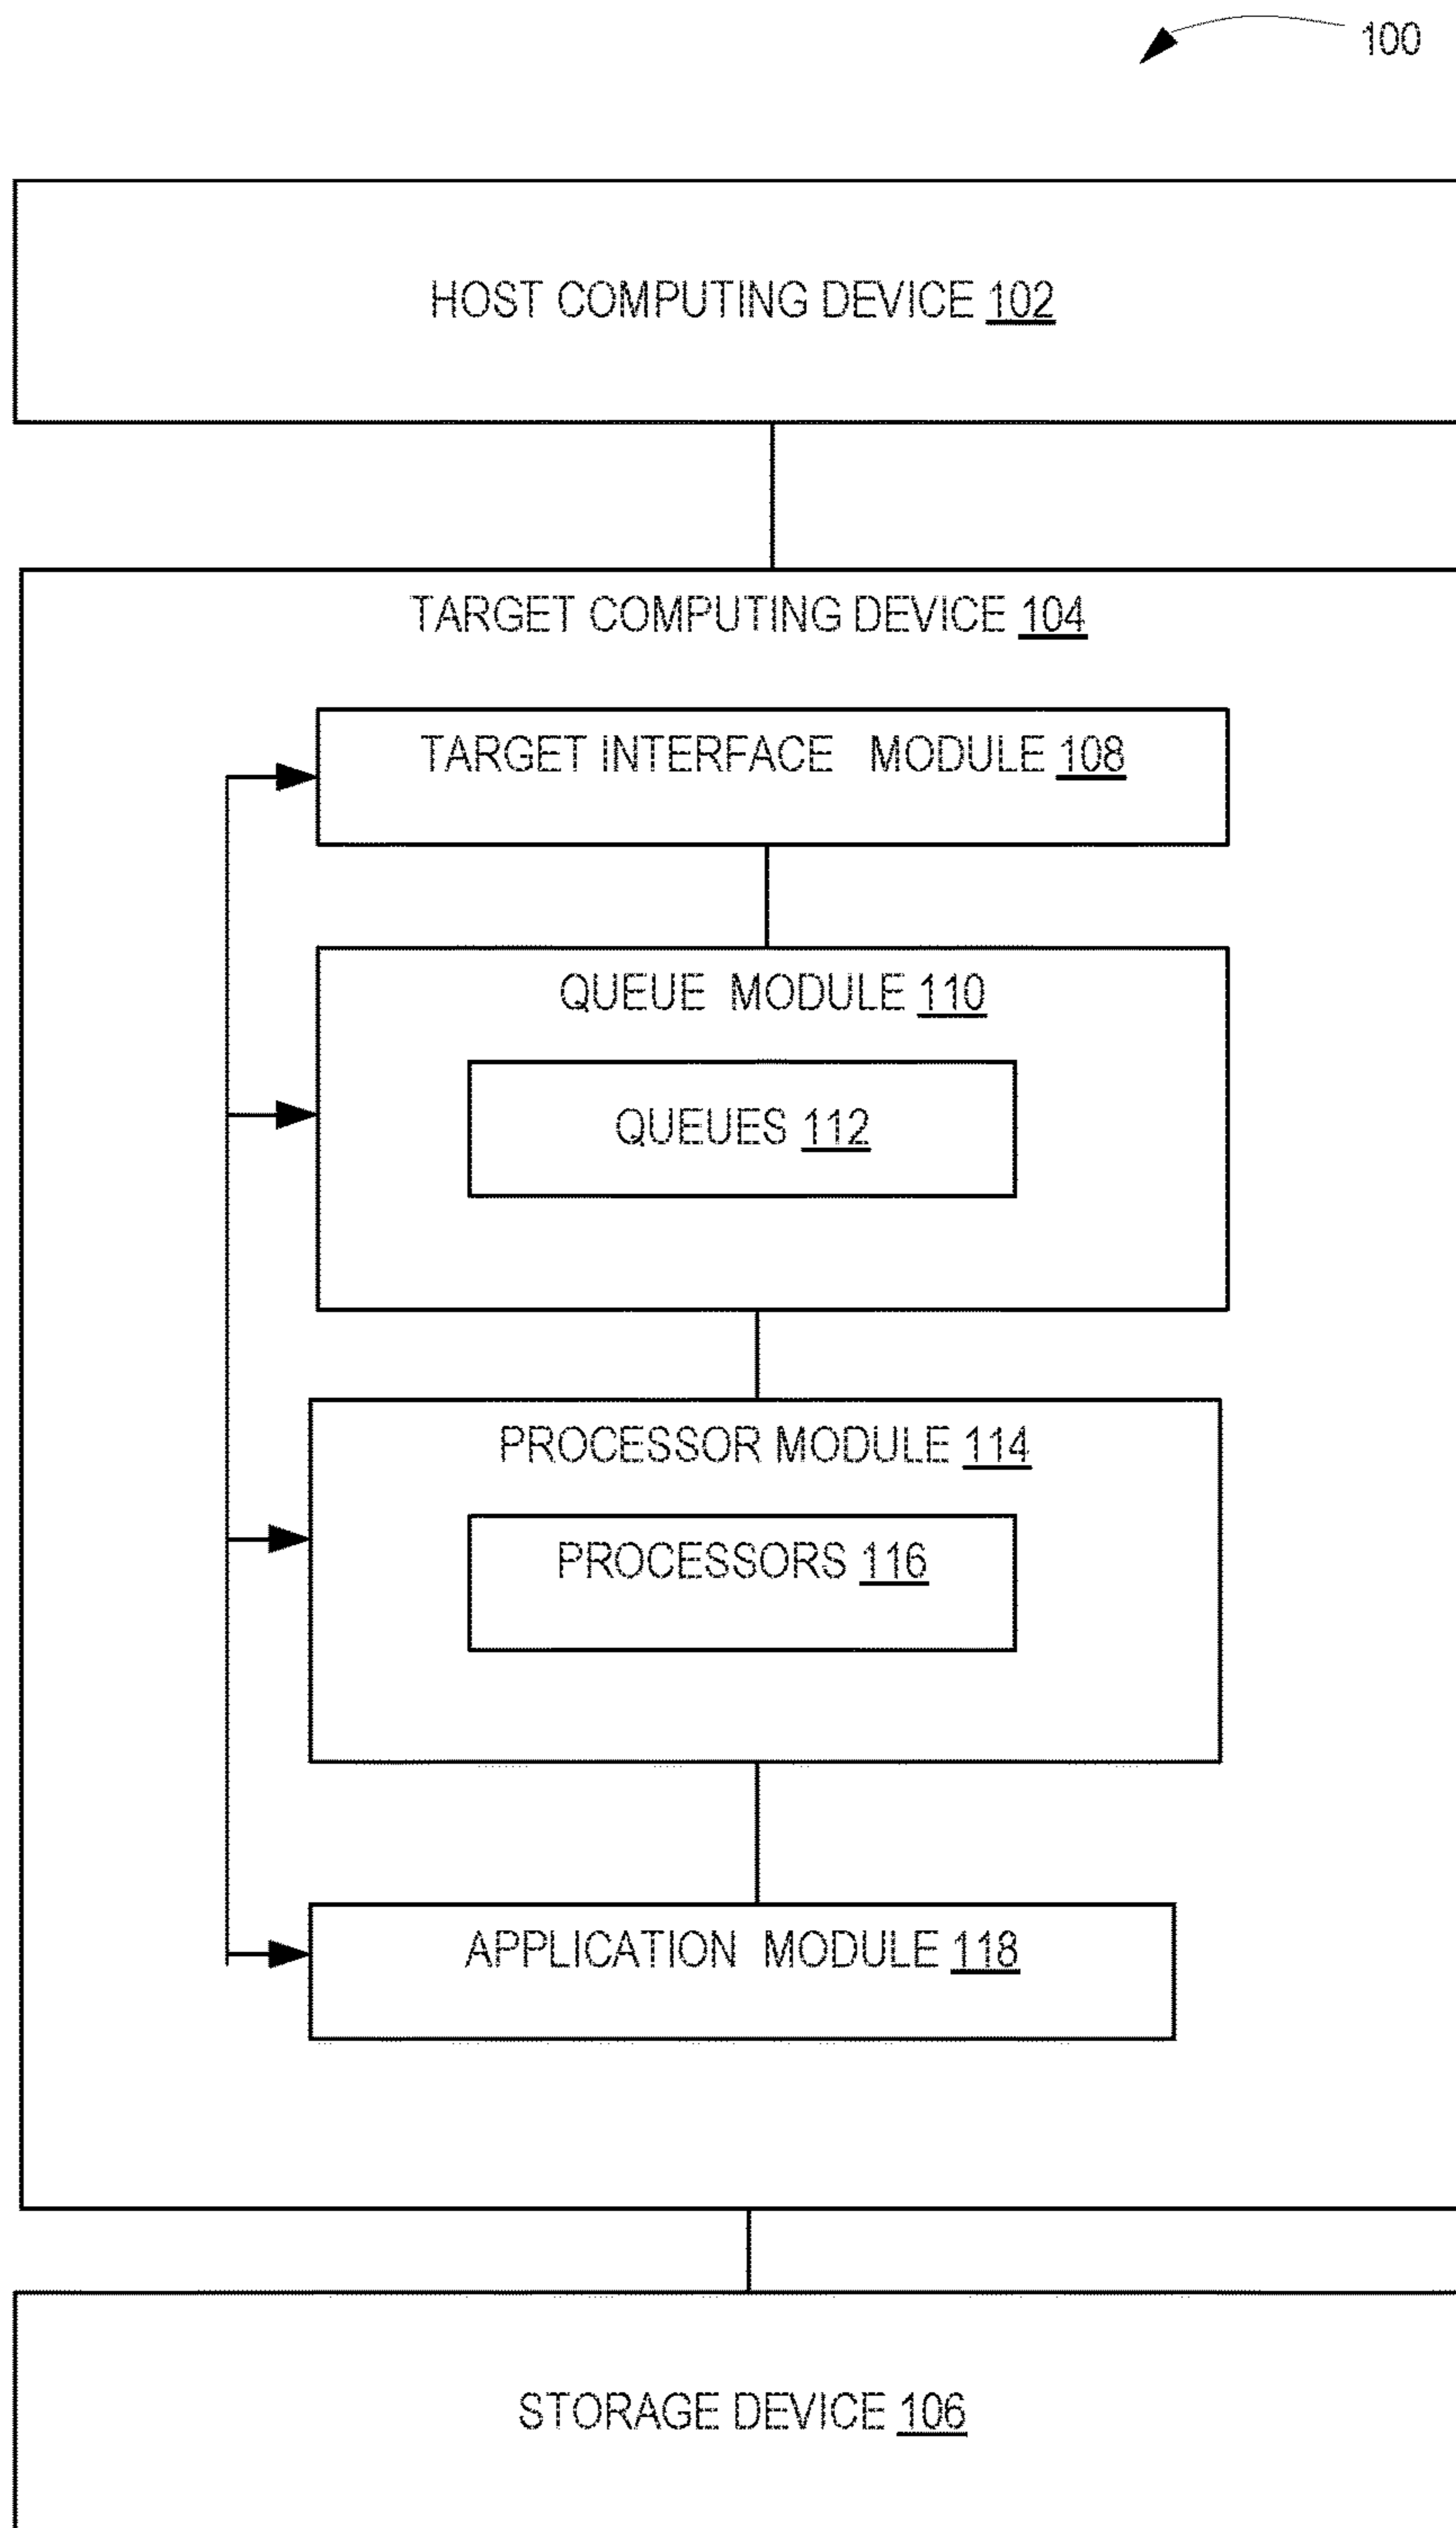 100
HOST COMPUTING DEVICE 102
TARGET COMPUTING DEVICE 104
TARGET INTERFACE MODULE 108
QUEUE MODULE 110
QUEUES 112
PROCESSOR MODULE 114
PROCESSORS 116
APPLICATION MODULE 118
STORAGE DEVICE 106